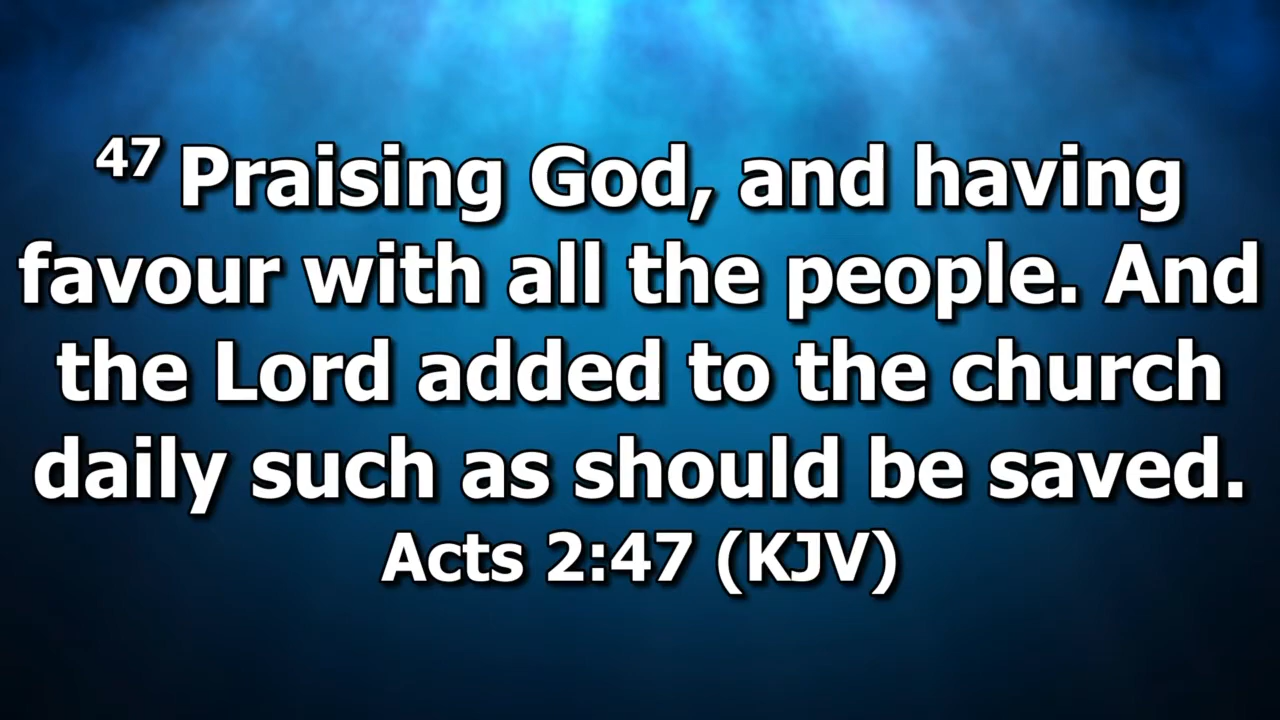 47 Praising God, and having
favour with all the people. And
the Lord added to the church
daily such as should be saved.
Acts 2:47 (KJV)